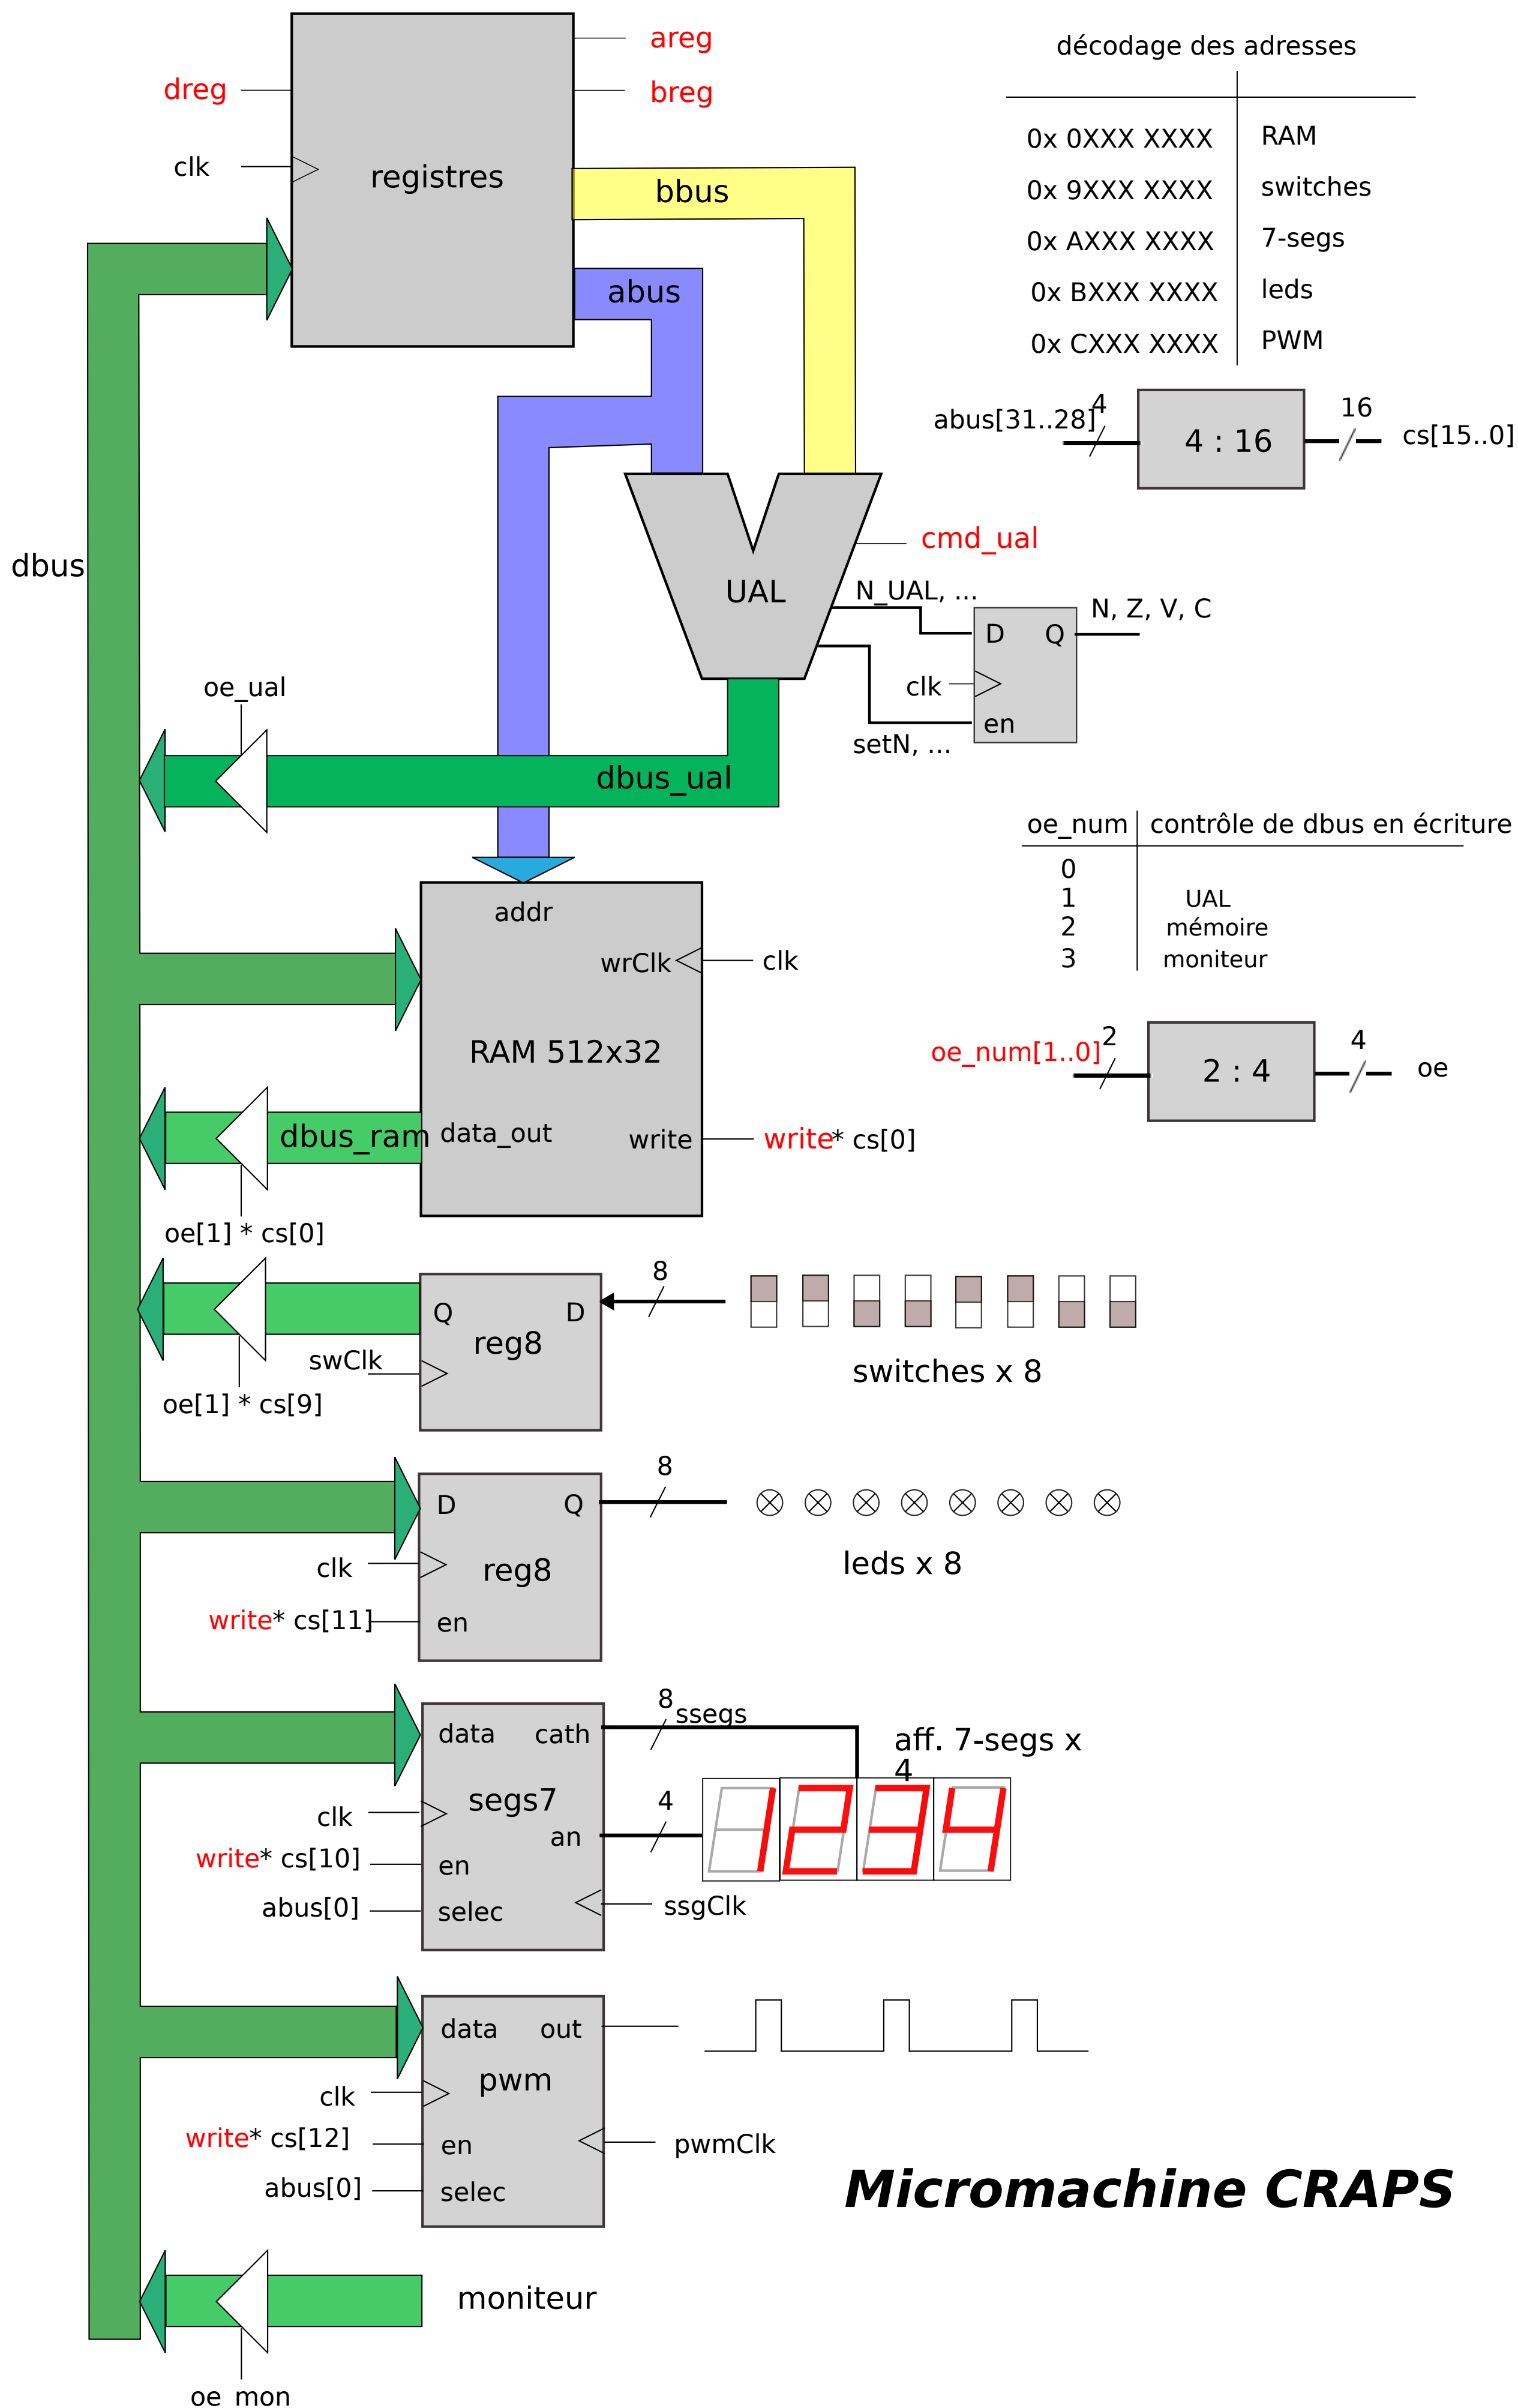 areg
dreg
breg
clk
registres
bbus
abus
décodage des adresses
0x 0XXX XXXX RAM
0x 9XXX XXXX switches
0x AXXX XXXX 7-segs
0x BXXX XXXX leds
0x CXXX XXXX PWM
abus[31..28]
4
4 : 16
16
cs[15..0]
dbus
cmd_ual
UAL
N_UAL, ...
D Q
N, Z, V, C
clk
en
setN, ...
oe_ual
dbus_ual
oe_num contrôle de dbus en écriture
0
1 UAL
2 mémoire
3 moniteur
oe_num[1..0]
2
2 : 4
4
oe
addr
wrClk
clk
RAM 512x32
dbus_ram
data_out
write
write* cs[0]
oe[1] * cs[0]
Q D
reg8
8
swClk
switches x 8
oe[1] * cs[9]
D Q
8
clk
reg8
leds x 8
write* cs[11]
en
data cath
8
ssegs
aff. 7-segs x
4
segs7
clk
an
4
1234
write* cs[10]
en
abus[0]
selec
ssgClk
data out
pwm
clk
write* cs[12]
en
pwmClk
abus[0]
selec
Micromachine CRAPS
moniteur
oe_mon